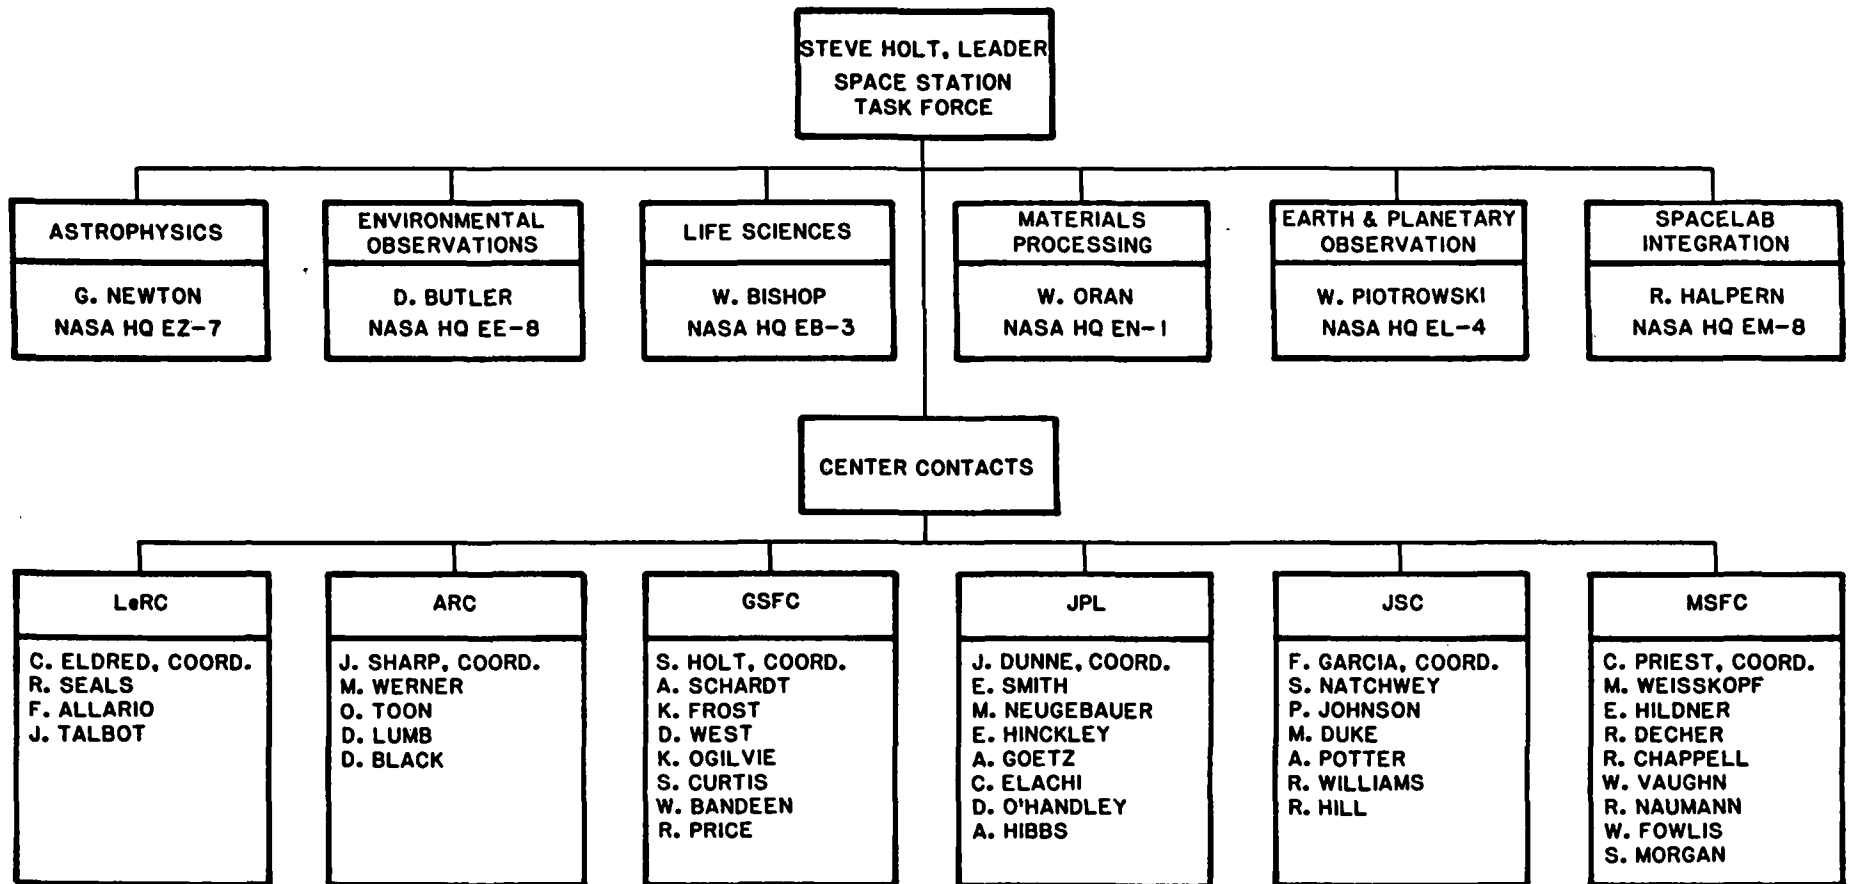 STEVE HOLT, LEADER
SPACE STATION
TASK FORCE
ASTROPHYSICS
G. NEWTON
NASA HQ EZ-7
ENVIRONMENTAL
OBSERVATIONS
D. BUTLER
NASA HQ EE-8
LIFE SCIENCES
W. BISHOP
NASA HQ EB-3
MATERIALS
PROCESSING
W. ORAN
NASA HQ EN-1
EARTH & PLANETARY
OBSERVATION
W. PIOTROWSKI
NASA HQ EL-4
SPACELAB
INTEGRATION
R. HALPERN
NASA HQ EM-8
CENTER CONTACTS
LeRC
C. ELDRED, COORD.
R. SEALS
F. ALLARIO
J. TALBOT
ARC
J. SHARP, COORD.
M. WERNER
O. TOON
D. LUMB
D. BLACK
GSFC
S. HOLT, COORD.
A. SCHARDT
K. FROST
D. WEST
K. OGILVIE
S. CURTIS
W. BANDEEN
R. PRICE
JPL
J. DUNNE, COORD.
E. SMITH
M. NEUGEBAUER
E. HINCKLEY
A. GOETZ
C. ELACHI
D. O'HANDLEY
A. HIBBS
JSC
F. GARCIA, COORD.
S. NATCHWEY
P. JOHNSON
M. DUKE
A. POTTER
R. WILLIAMS
R. HILL
MSFC
C. PRIEST, COORD.
M. WEISSKOPF
E. HILDNER
R. DECHER
R. CHAPPELL
W. VAUGHN
R. NAUMANN
W. FOWLIS
S. MORGAN